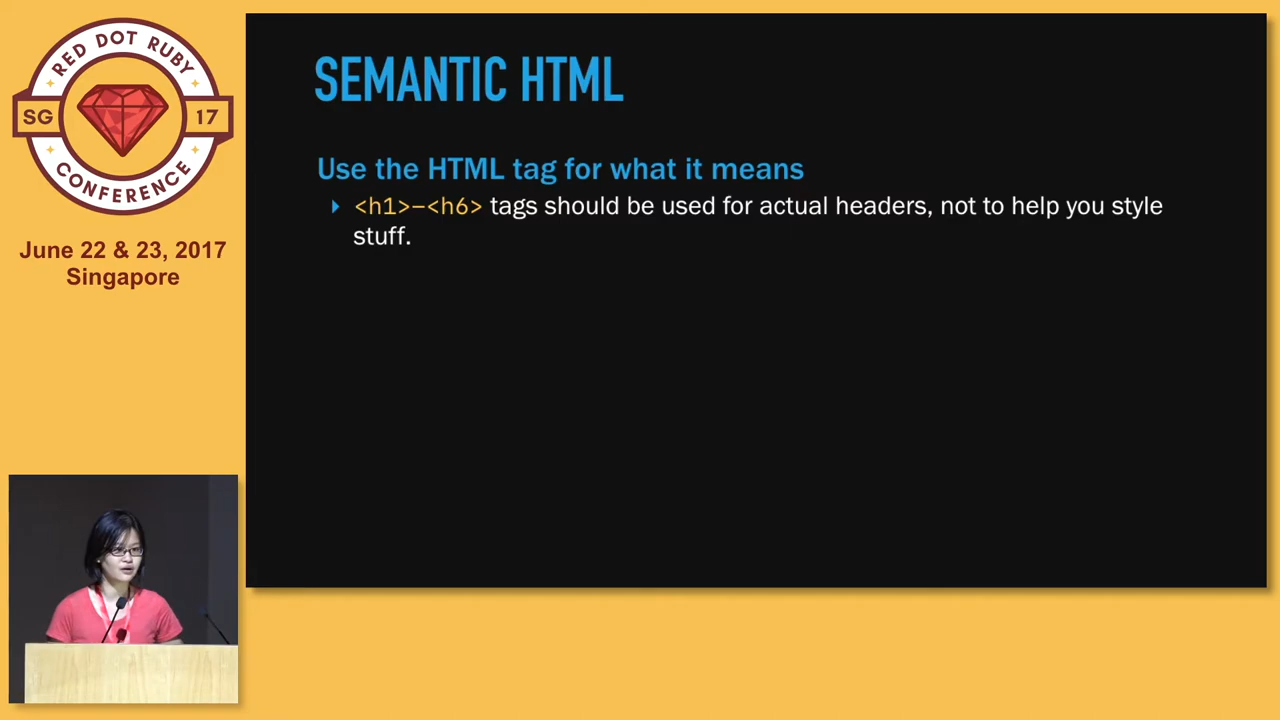 RED DOT RUBY
SG 17
CONFERENCE
June 22 & 23, 2017
Singapore
SEMANTIC HTML
Use the HTML tag for what it means
<h1>–<h6> tags should be used for actual headers, not to help you style
stuff.